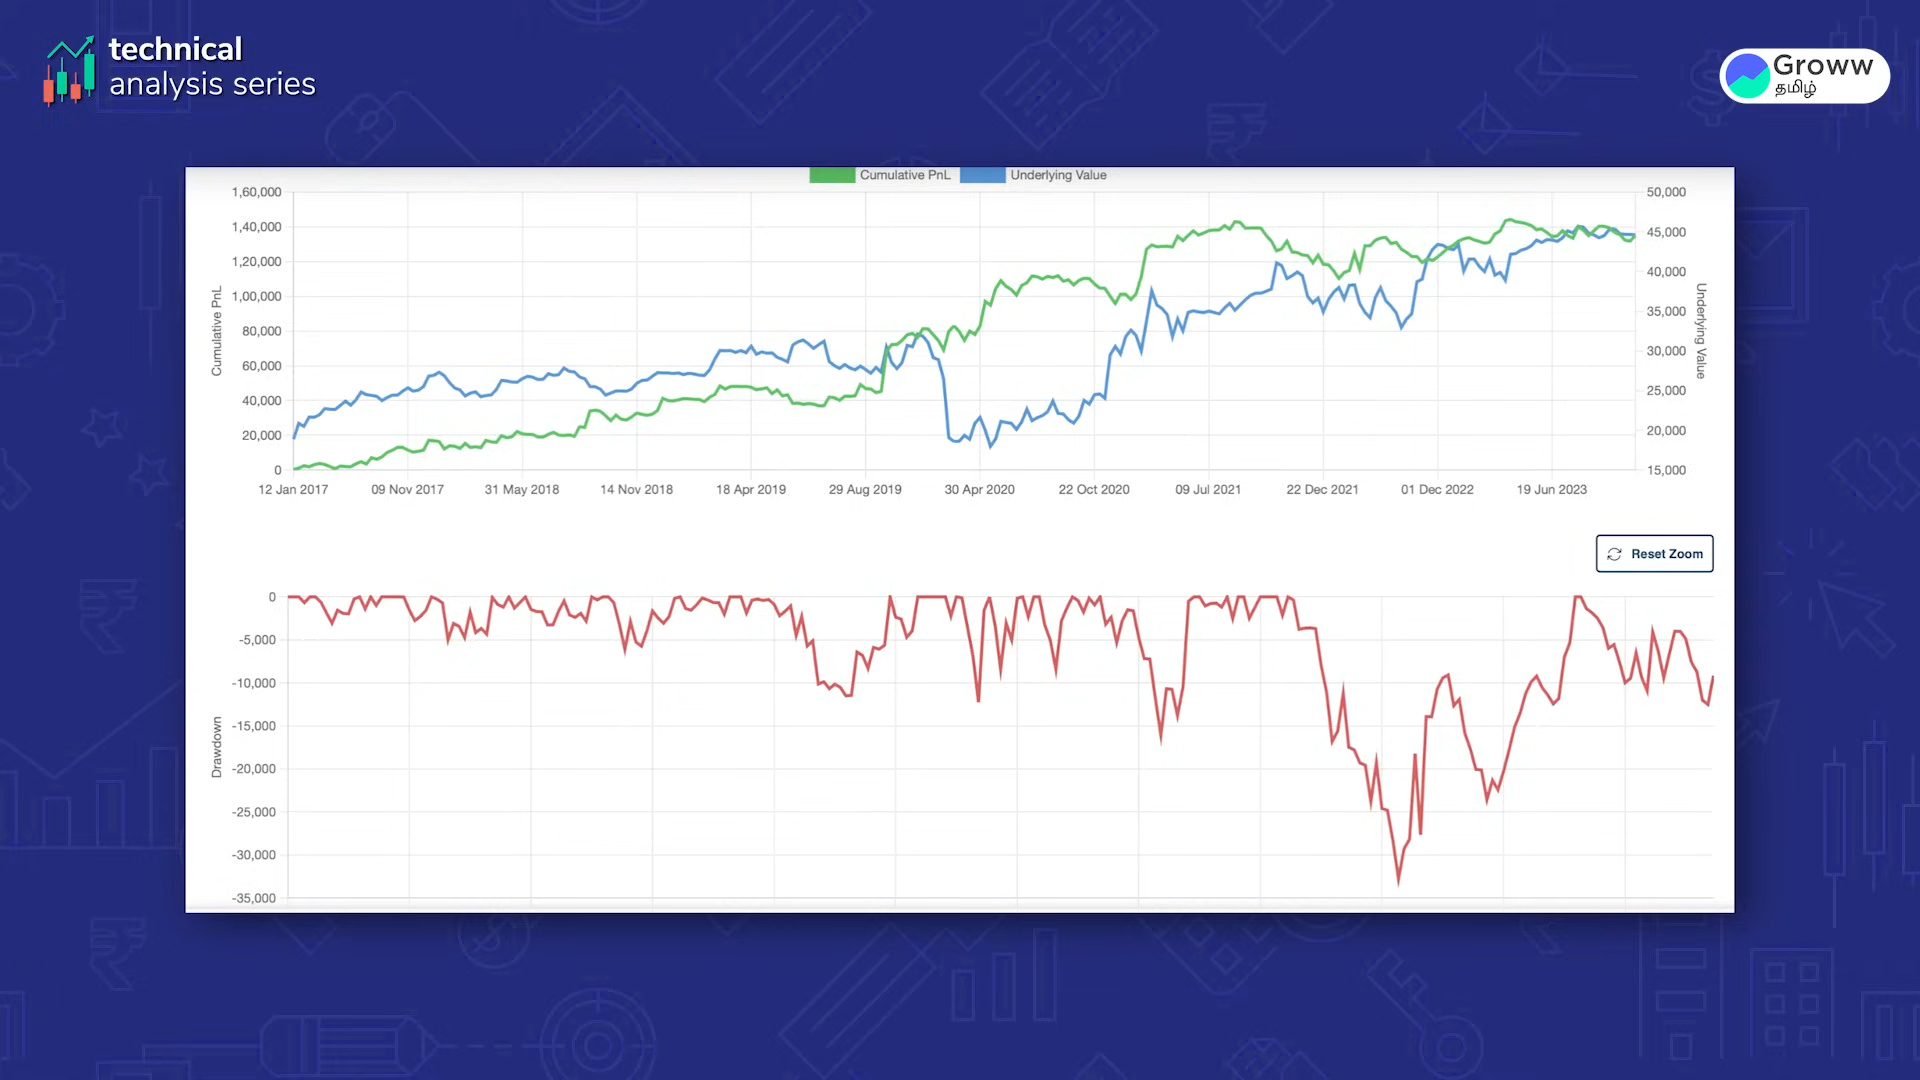 technical
analysis series
Groww
தமிழ்
Cumulative PnL Underlying Value
1,60,000
1,40,000
1,20,000
1,00,000
80,000
60,000
40,000
20,000
0
Cumulative PnL
50,000
45,000
40,000
35,000
30,000
25,000
20,000
15,000
Underlying Value
12 Jan 2017 09 Nov 2017 31 May 2018 14 Nov 2018 18 Apr 2019 29 Aug 2019 30 Apr 2020 22 Oct 2020 09 Jul 2021 22 Dec 2021 01 Dec 2022 19 Jun 2023
Reset Zoom
0
-5,000
-10,000
-15,000
-20,000
-25,000
-30,000
-35,000
Drawdown